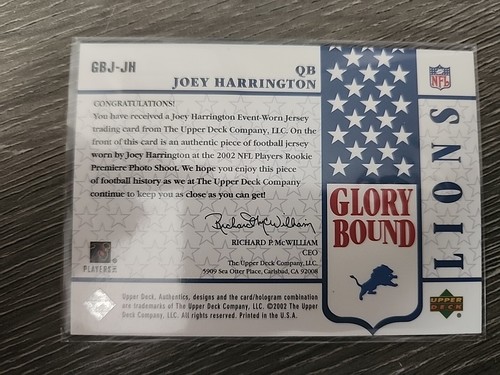 GBJ-JH
QB
JOEY HARRINGTON
CONGRATULATIONS!
You have received a Joey Harrington Event-Worn Jersey
trading card from The Upper Deck Company, LLC. On the
front of this card is an authentic piece of football jersey
worn by Joey Harrington at the 2002 NFL Players Rookie
Premiere Photo Shoot. We hope you enjoy this piece
of football history as we at The Upper Deck Company
continue to keep you as close as you can get!
Richard McWilliam
RICHARD P. McWILLIAM
CEO
The Upper Deck Company, LLC.
5909 Sea Otter Place, Carlsbad, CA 92008
PLAYERS
Upper Deck, Authentics, designs and the card/hologram combination
are trademarks of The Upper Deck Company, LLC. ©2002 The Upper
Deck Company, LLC. All rights reserved. Printed in the U.S.A.
GLORY
BOUND
NFL
LIONS
UPPER
DECK